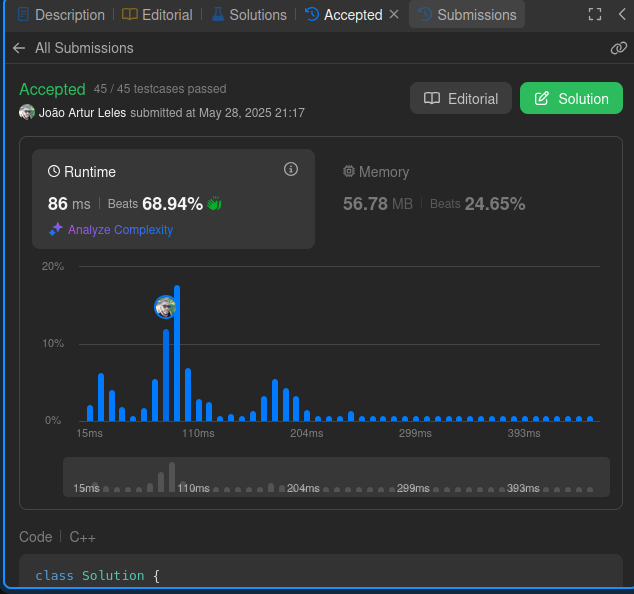 Description | Editorial | Solutions | Accepted × Submissions
All Submissions
Accepted 45 / 45 testcases passed
João Artur Leles submitted at May 28, 2025 21:17
Editorial
Solution
Runtime
86 ms | Beats 68.94%
Analyze Complexity
Memory
56.78 MB | Beats 24.65%
20%
10%
0%
15ms 110ms 204ms 299ms 393ms
15ms 110ms 204ms 299ms 393ms
Code | C++
class Solution {